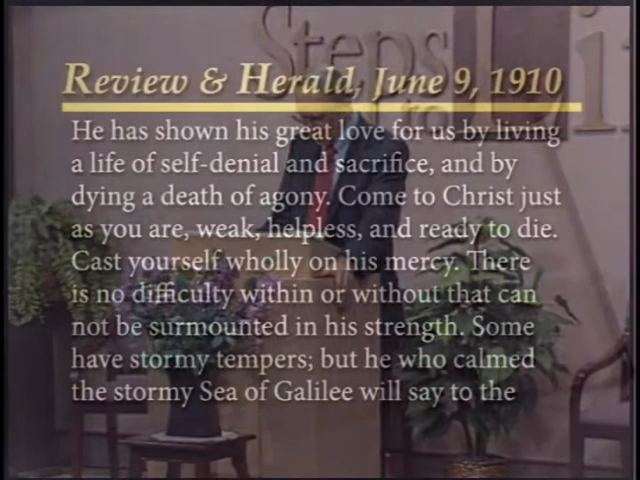 Steps to Li
Review & Herald, June 9, 1910
He has shown his great love for us by living
a life of self-denial and sacrifice, and by
dying a death of agony. Come to Christ just
as you are, weak, helpless, and ready to die.
Cast yourself wholly on his mercy. There
is no difficulty within or without that can
not be surmounted in his strength. Some
have stormy tempers; but he who calmed
the stormy Sea of Galilee will say to the